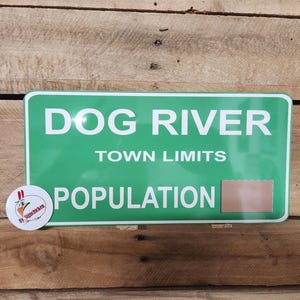 DOG RIVER
TOWN LIMITS
POPULATION